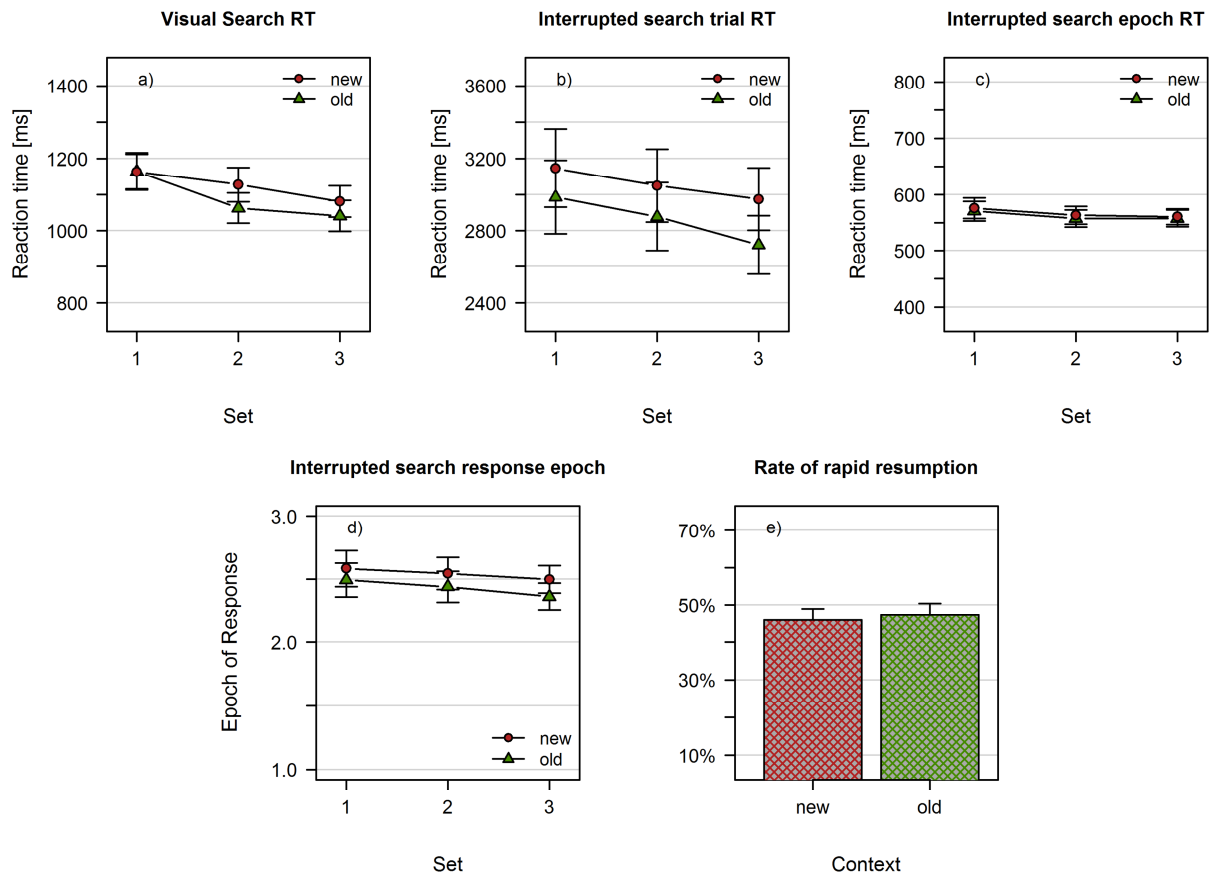 Visual Search RT
a)
new
old
Reaction time [ms]
1400
1200
1000
800
1 2 3
Set
Interrupted search trial RT
b)
new
old
Reaction time [ms]
3600
3200
2800
2400
1 2 3
Set
Interrupted search epoch RT
c)
new
old
Reaction time [ms]
800
700
600
500
400
1 2 3
Set
Interrupted search response epoch
d)
Epoch of Response
3.0
2.0
1.0
new
old
1 2 3
Set
Rate of rapid resumption
e)
70%
50%
30%
10%
new old
Context